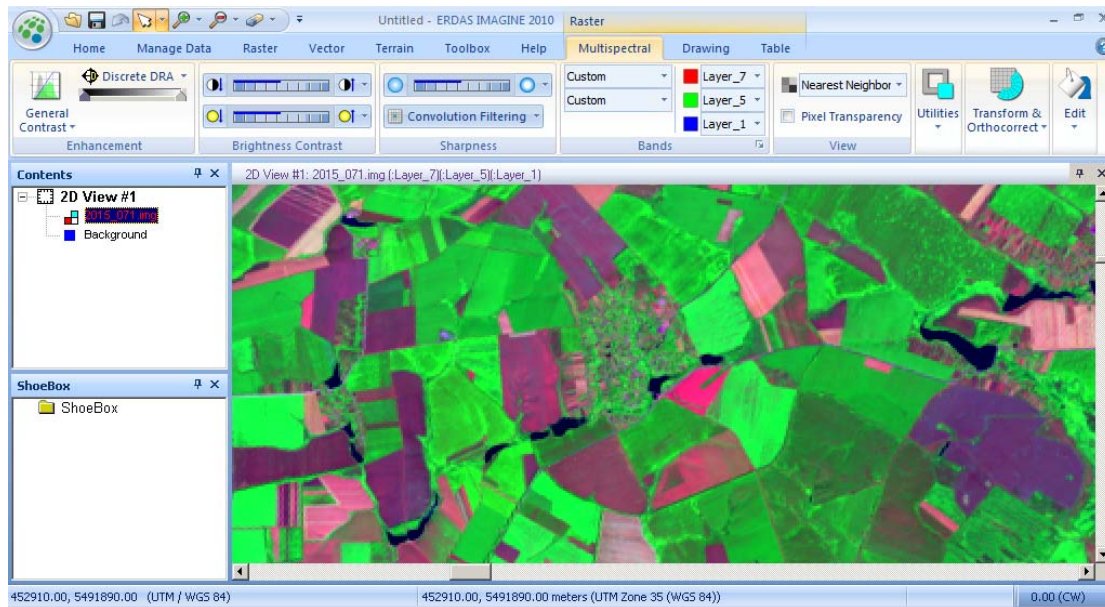 Untitled - ERDAS IMAGINE 2010
Raster
Home
Manage Data
Raster
Vector
Terrain
Toolbox
Help
Multispectral
Drawing
Table
General
Contrast
Discrete DRA
Enhancement
Brightness Contrast
Convolution Filtering
Sharpness
Custom
Custom
Layer_7
Layer_5
Layer_1
Bands
Nearest Neighbor
Pixel Transparency
View
Utilities
Transform &
Orthocorrect
Edit
Contents
2D View #1
2015_071.img
Background
ShoeBox
ShoeBox
2D View #1: 2015_071.img (:Layer_7)(:Layer_5)(:Layer_1)
452910.00, 5491890.00 (UTM / WGS 84)
452910.00, 5491890.00 meters (UTM Zone 35 (WGS 84))
0.00 (CW)